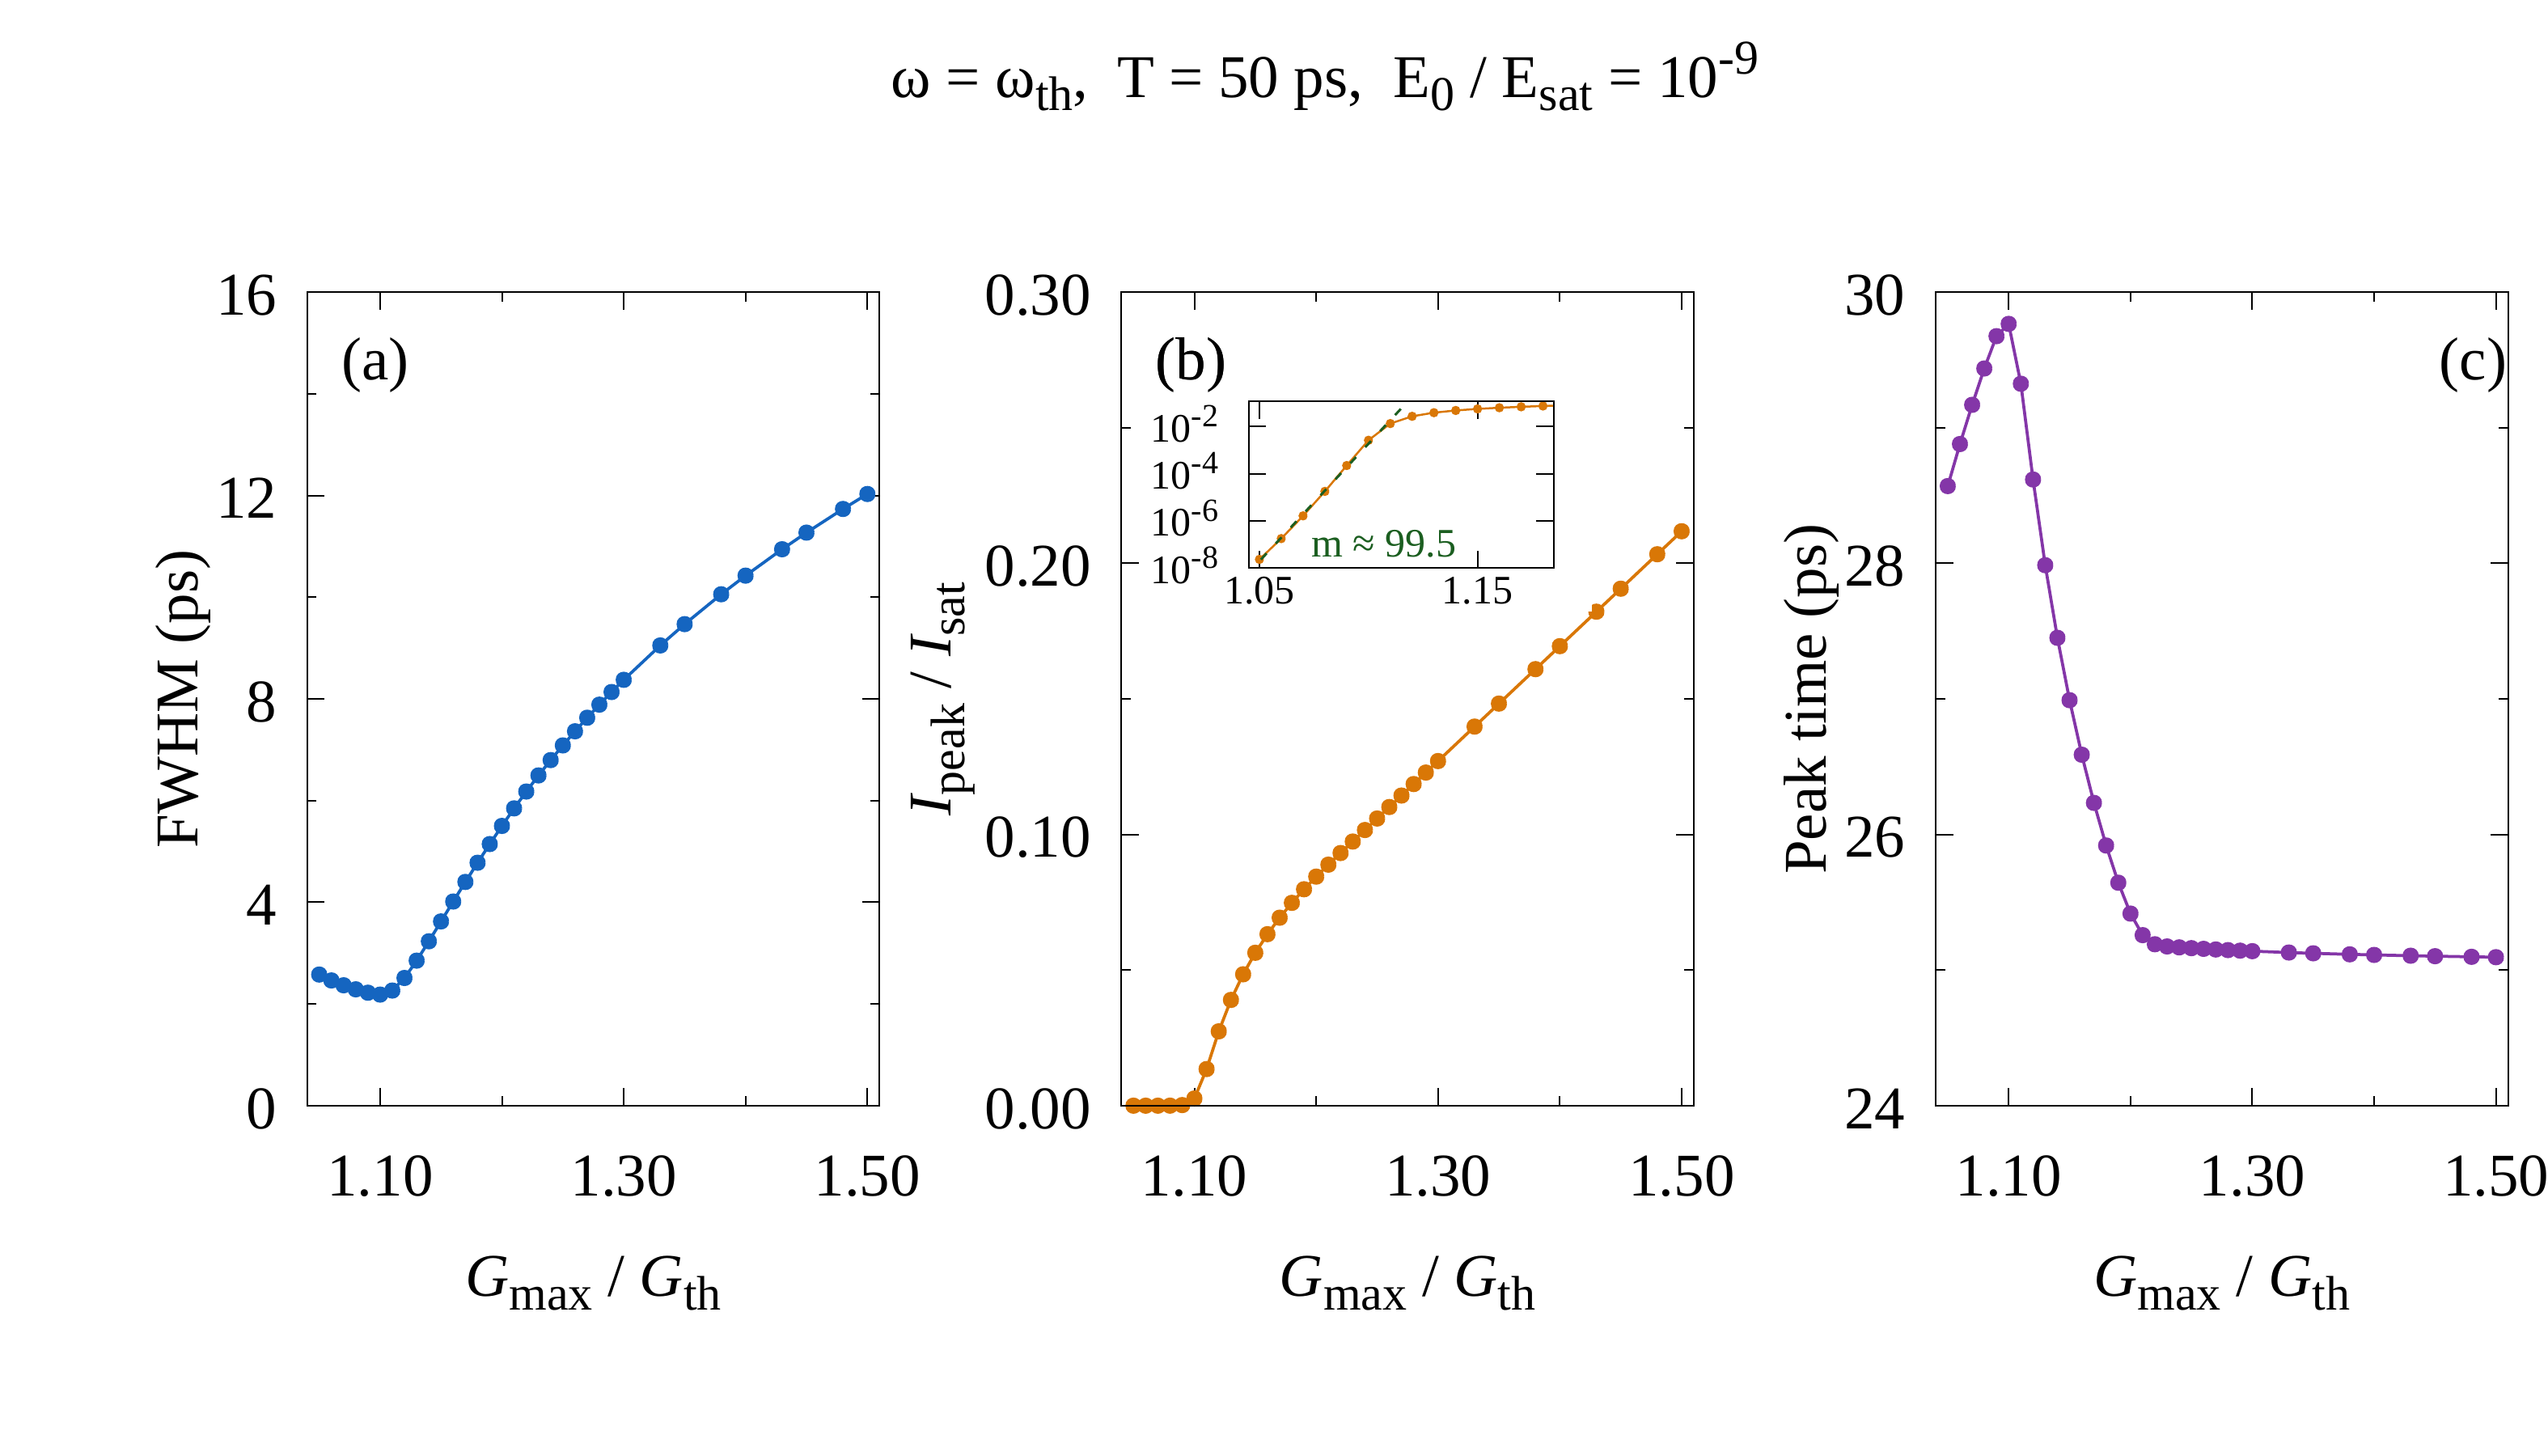 ω = ωth, T = 50 ps, E0 / Esat = 10-9
(a)
FWHM (ps)
16
12
8
4
0
1.10 1.30 1.50
Gmax / Gth
(b)
Ipeak / Isat
0.30
0.20
0.10
0.00
1.10 1.30 1.50
Gmax / Gth
10-2
10-4
10-6
10-8
m ≈ 99.5
1.05 1.15
(c)
Peak time (ps)
30
28
26
24
1.10 1.30 1.50
Gmax / Gth